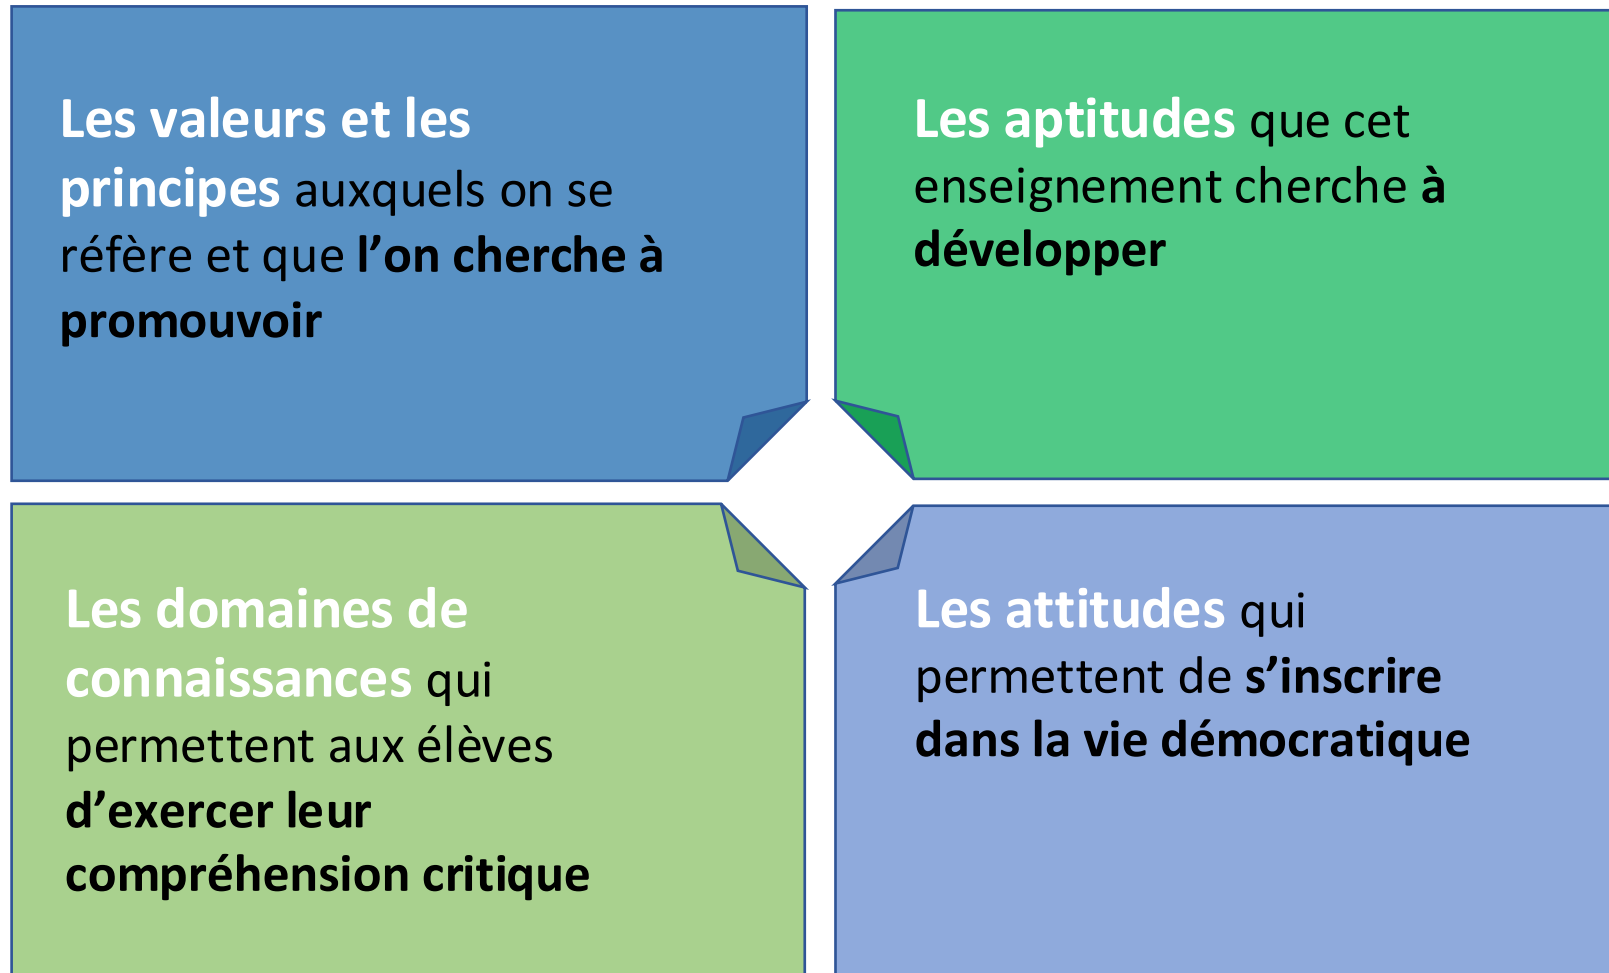 Les valeurs et les
principes auxquels on se
réfère et que l’on cherche à
promouvoir
Les aptitudes que cet
enseignement cherche à
développer
Les domaines de
connaissances qui
permettent aux élèves
d’exercer leur
compréhension critique
Les attitudes qui
permettent de s’inscrire
dans la vie démocratique